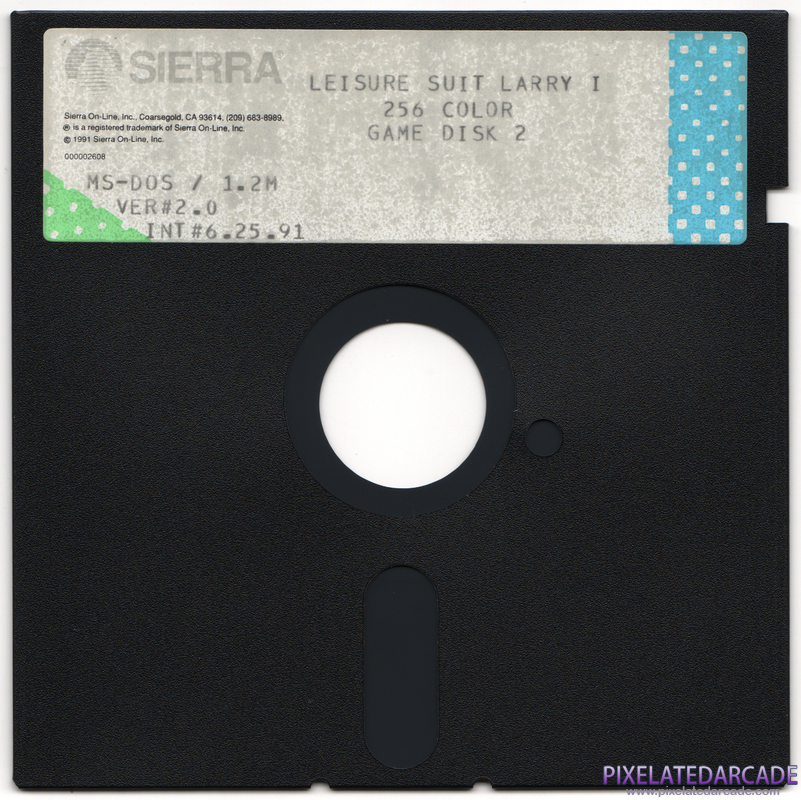 SIERRA
LEISURE SUIT LARRY I
256 COLOR
GAME DISK 2
Sierra On-Line, Inc., Coarsegold, CA 93614, (209) 683-8989.
® is a registered trademark of Sierra On-Line, Inc.
© 1991 Sierra On-Line, Inc.
000002608
MS-DOS / 1.2M
VER#2.0
INT#6.25.91
PIXELATEDARCADE
www.pixelatedarcade.com